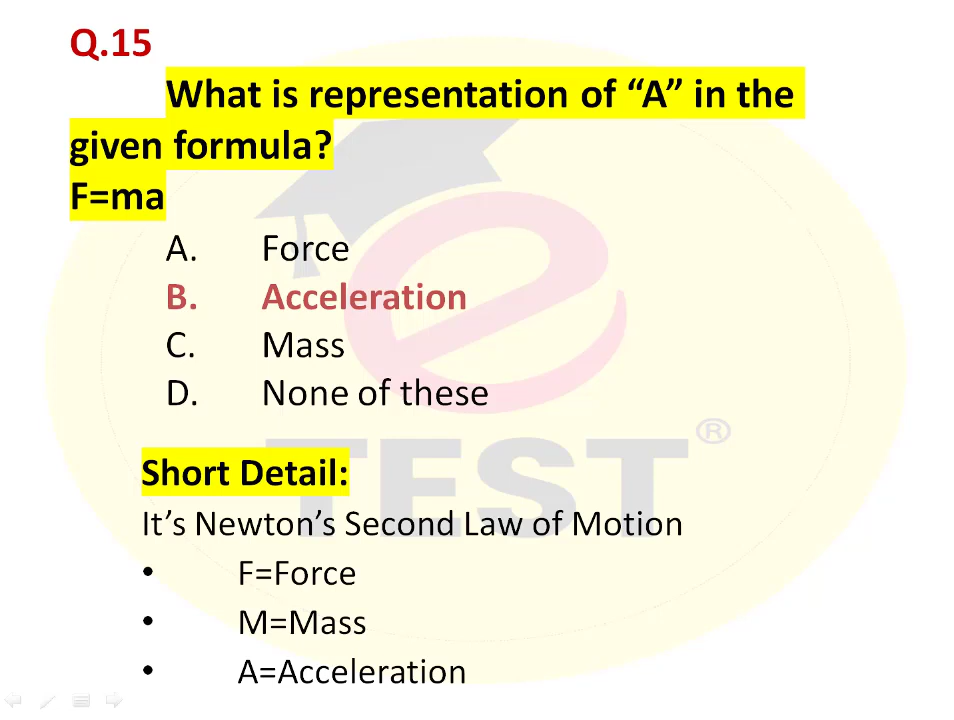 Q.15
What is representation of “A” in the
given formula?
F=ma
A. Force
B. Acceleration
C. Mass
D. None of these
TEST®
Short Detail:
It’s Newton’s Second Law of Motion
• F=Force
• M=Mass
• A=Acceleration